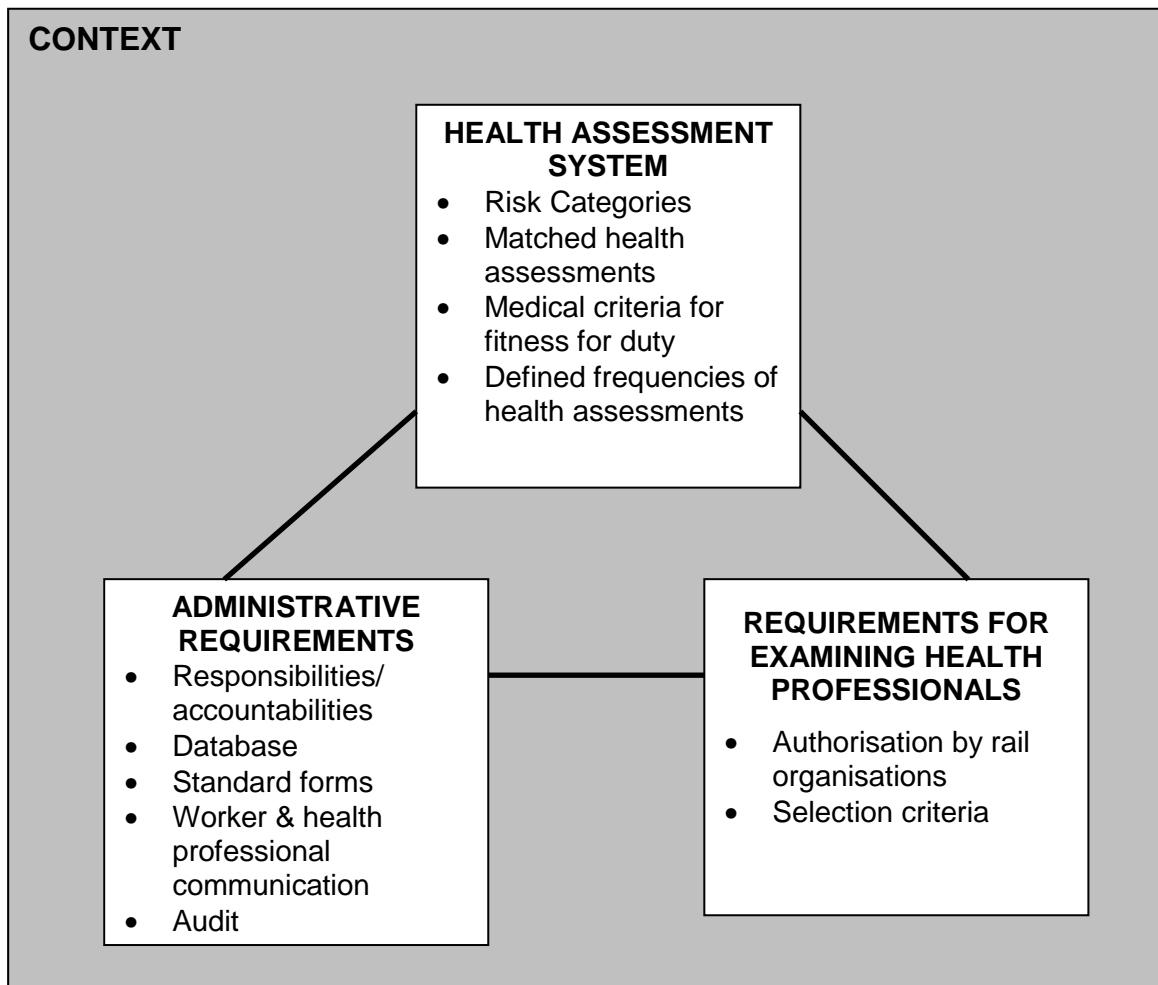 CONTEXT
HEALTH ASSESSMENT
SYSTEM
• Risk Categories
• Matched health
assessments
• Medical criteria for
fitness for duty
• Defined frequencies of
health assessments
ADMINISTRATIVE
REQUIREMENTS
• Responsibilities/
accountabilities
• Database
• Standard forms
• Worker & health
professional
communication
• Audit
REQUIREMENTS FOR
EXAMINING HEALTH
PROFESSIONALS
• Authorisation by rail
organisations
• Selection criteria